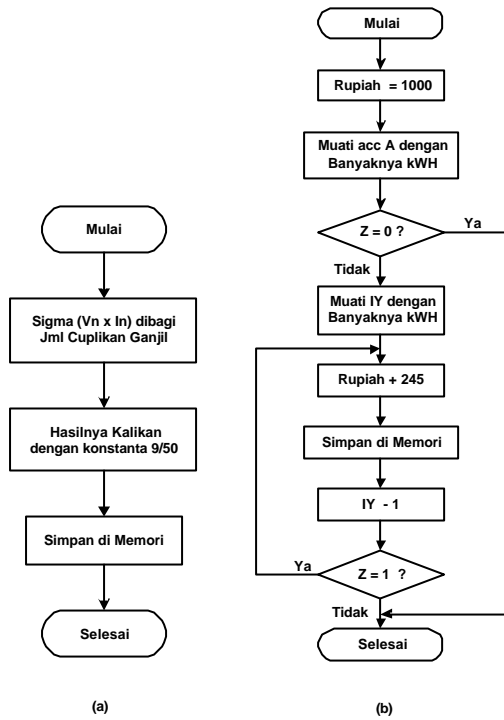 Mulai
Sigma (Vn x In) dibagi
Jml Cuplikan Ganjil
Hasilnya Kalikan
dengan konstanta 9/50
Simpan di Memori
Selesai
(a)
Mulai
Rupiah = 1000
Muati acc A dengan
Banyaknya kWH
Z = 0 ?
Ya
Tidak
Muati IY dengan
Banyaknya kWH
Rupiah + 245
Simpan di Memori
IY - 1
Z = 1 ?
Ya
Tidak
Selesai
(b)